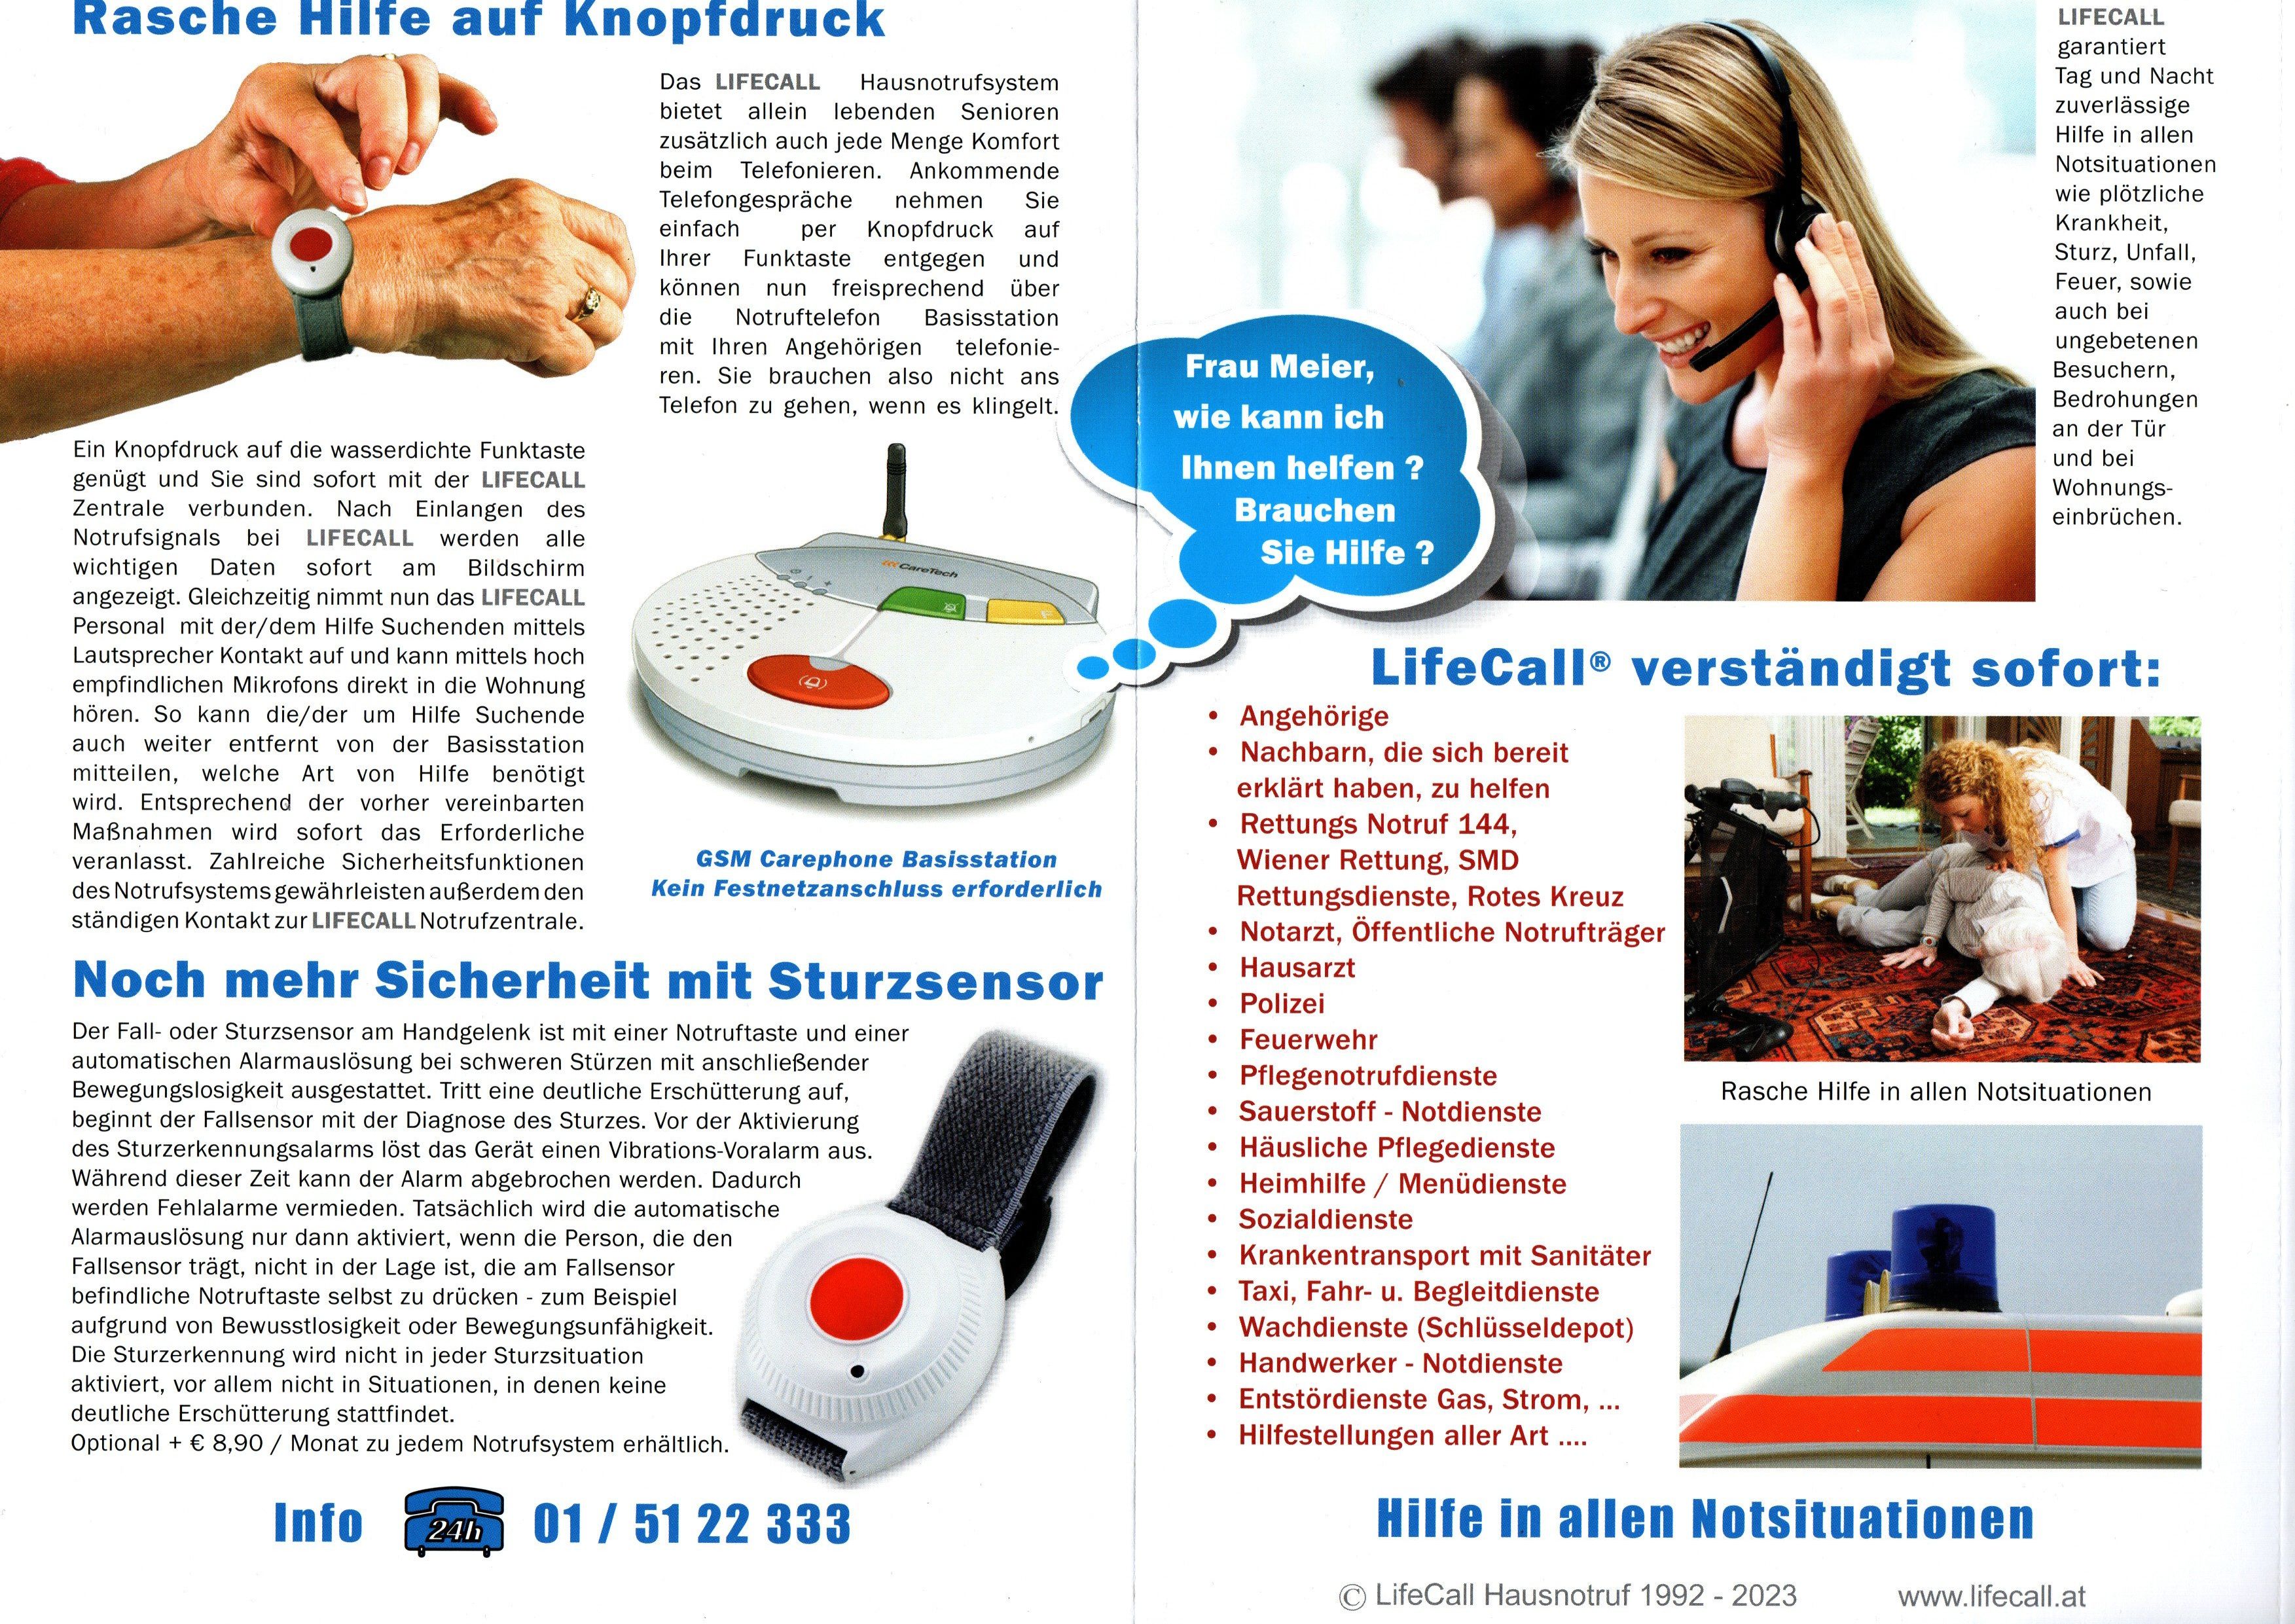 Rasche Hilfe auf Knopfdruck
Das LIFECALL Hausnotrufsystem
bietet allein lebenden Senioren
zusätzlich auch jede Menge Komfort
beim Telefonieren. Ankommende
Telefongespräche nehmen Sie
einfach per Knopfdruck auf
Ihrer Funktaste entgegen und
können nun freisprechend über
die Notruftelefon Basisstation
mit Ihren Angehörigen telefonie-
ren. Sie brauchen also nicht ans
Telefon zu gehen, wenn es klingelt.
Ein Knopfdruck auf die wasserdichte Funktaste
genügt und Sie sind sofort mit der LIFECALL
Zentrale verbunden. Nach Einlangen des
Notrufsignals bei LIFECALL werden alle
wichtigen Daten sofort am Bildschirm
angezeigt. Gleichzeitig nimmt nun das LIFECALL
Personal mit der/dem Hilfe Suchenden mittels
Lautsprecher Kontakt auf und kann mittels hoch
empfindlichen Mikrofons direkt in die Wohnung
hören. So kann die/der um Hilfe Suchende
auch weiter entfernt von der Basisstation
mitteilen, welche Art von Hilfe benötigt
wird. Entsprechend der vorher vereinbarten
Maßnahmen wird sofort das Erforderliche
veranlasst. Zahlreiche Sicherheitsfunktionen
des Notrufsystems gewährleisten außerdem den
ständigen Kontakt zur LIFECALL Notrufzentrale.
CareTech
GSM Carephone Basisstation
Kein Festnetzanschluss erforderlich
Noch mehr Sicherheit mit Sturzsensor
Der Fall- oder Sturzsensor am Handgelenk ist mit einer Notruftaste und einer
automatischen Alarmauslösung bei schweren Stürzen mit anschließender
Bewegungslosigkeit ausgestattet. Tritt eine deutliche Erschütterung auf,
beginnt der Fallsensor mit der Diagnose des Sturzes. Vor der Aktivierung
des Sturzerkennungsalarms löst das Gerät einen Vibrations-Voralarm aus.
Während dieser Zeit kann der Alarm abgebrochen werden. Dadurch
werden Fehlalarme vermieden. Tatsächlich wird die automatische
Alarmauslösung nur dann aktiviert, wenn die Person, die den
Fallsensor trägt, nicht in der Lage ist, die am Fallsensor
befindliche Notruftaste selbst zu drücken - zum Beispiel
aufgrund von Bewusstlosigkeit oder Bewegungsunfähigkeit.
Die Sturzerkennung wird nicht in jeder Sturzsituation
aktiviert, vor allem nicht in Situationen, in denen keine
deutliche Erschütterung stattfindet.
Optional + € 8,90 / Monat zu jedem Notrufsystem erhältlich.
Info 24h 01 / 51 22 333
Frau Meier,
wie kann ich
Ihnen helfen ?
Brauchen
Sie Hilfe ?
LIFECALL
garantiert
Tag und Nacht
zuverlässige
Hilfe in allen
Notsituationen
wie plötzliche
Krankheit,
Sturz, Unfall,
Feuer, sowie
auch bei
ungebetenen
Besuchern,
Bedrohungen
an der Tür
und bei
Wohnungs-
einbrüchen.
LifeCall® verständigt sofort:
• Angehörige
• Nachbarn, die sich bereit
erklärt haben, zu helfen
• Rettungs Notruf 144,
Wiener Rettung, SMD
Rettungsdienste, Rotes Kreuz
• Notarzt, Öffentliche Notrufträger
• Hausarzt
• Polizei
• Feuerwehr
• Pflegenotrufdienste
• Sauerstoff - Notdienste
• Häusliche Pflegedienste
• Heimhilfe / Menüdienste
• Sozialdienste
• Krankentransport mit Sanitäter
• Taxi, Fahr- u. Begleitdienste
• Wachdienste (Schlüsseldepot)
• Handwerker - Notdienste
• Entstördienste Gas, Strom, ...
• Hilfestellungen aller Art ....
Rasche Hilfe in allen Notsituationen
Hilfe in allen Notsituationen
© LifeCall Hausnotruf 1992 - 2023 www.lifecall.at